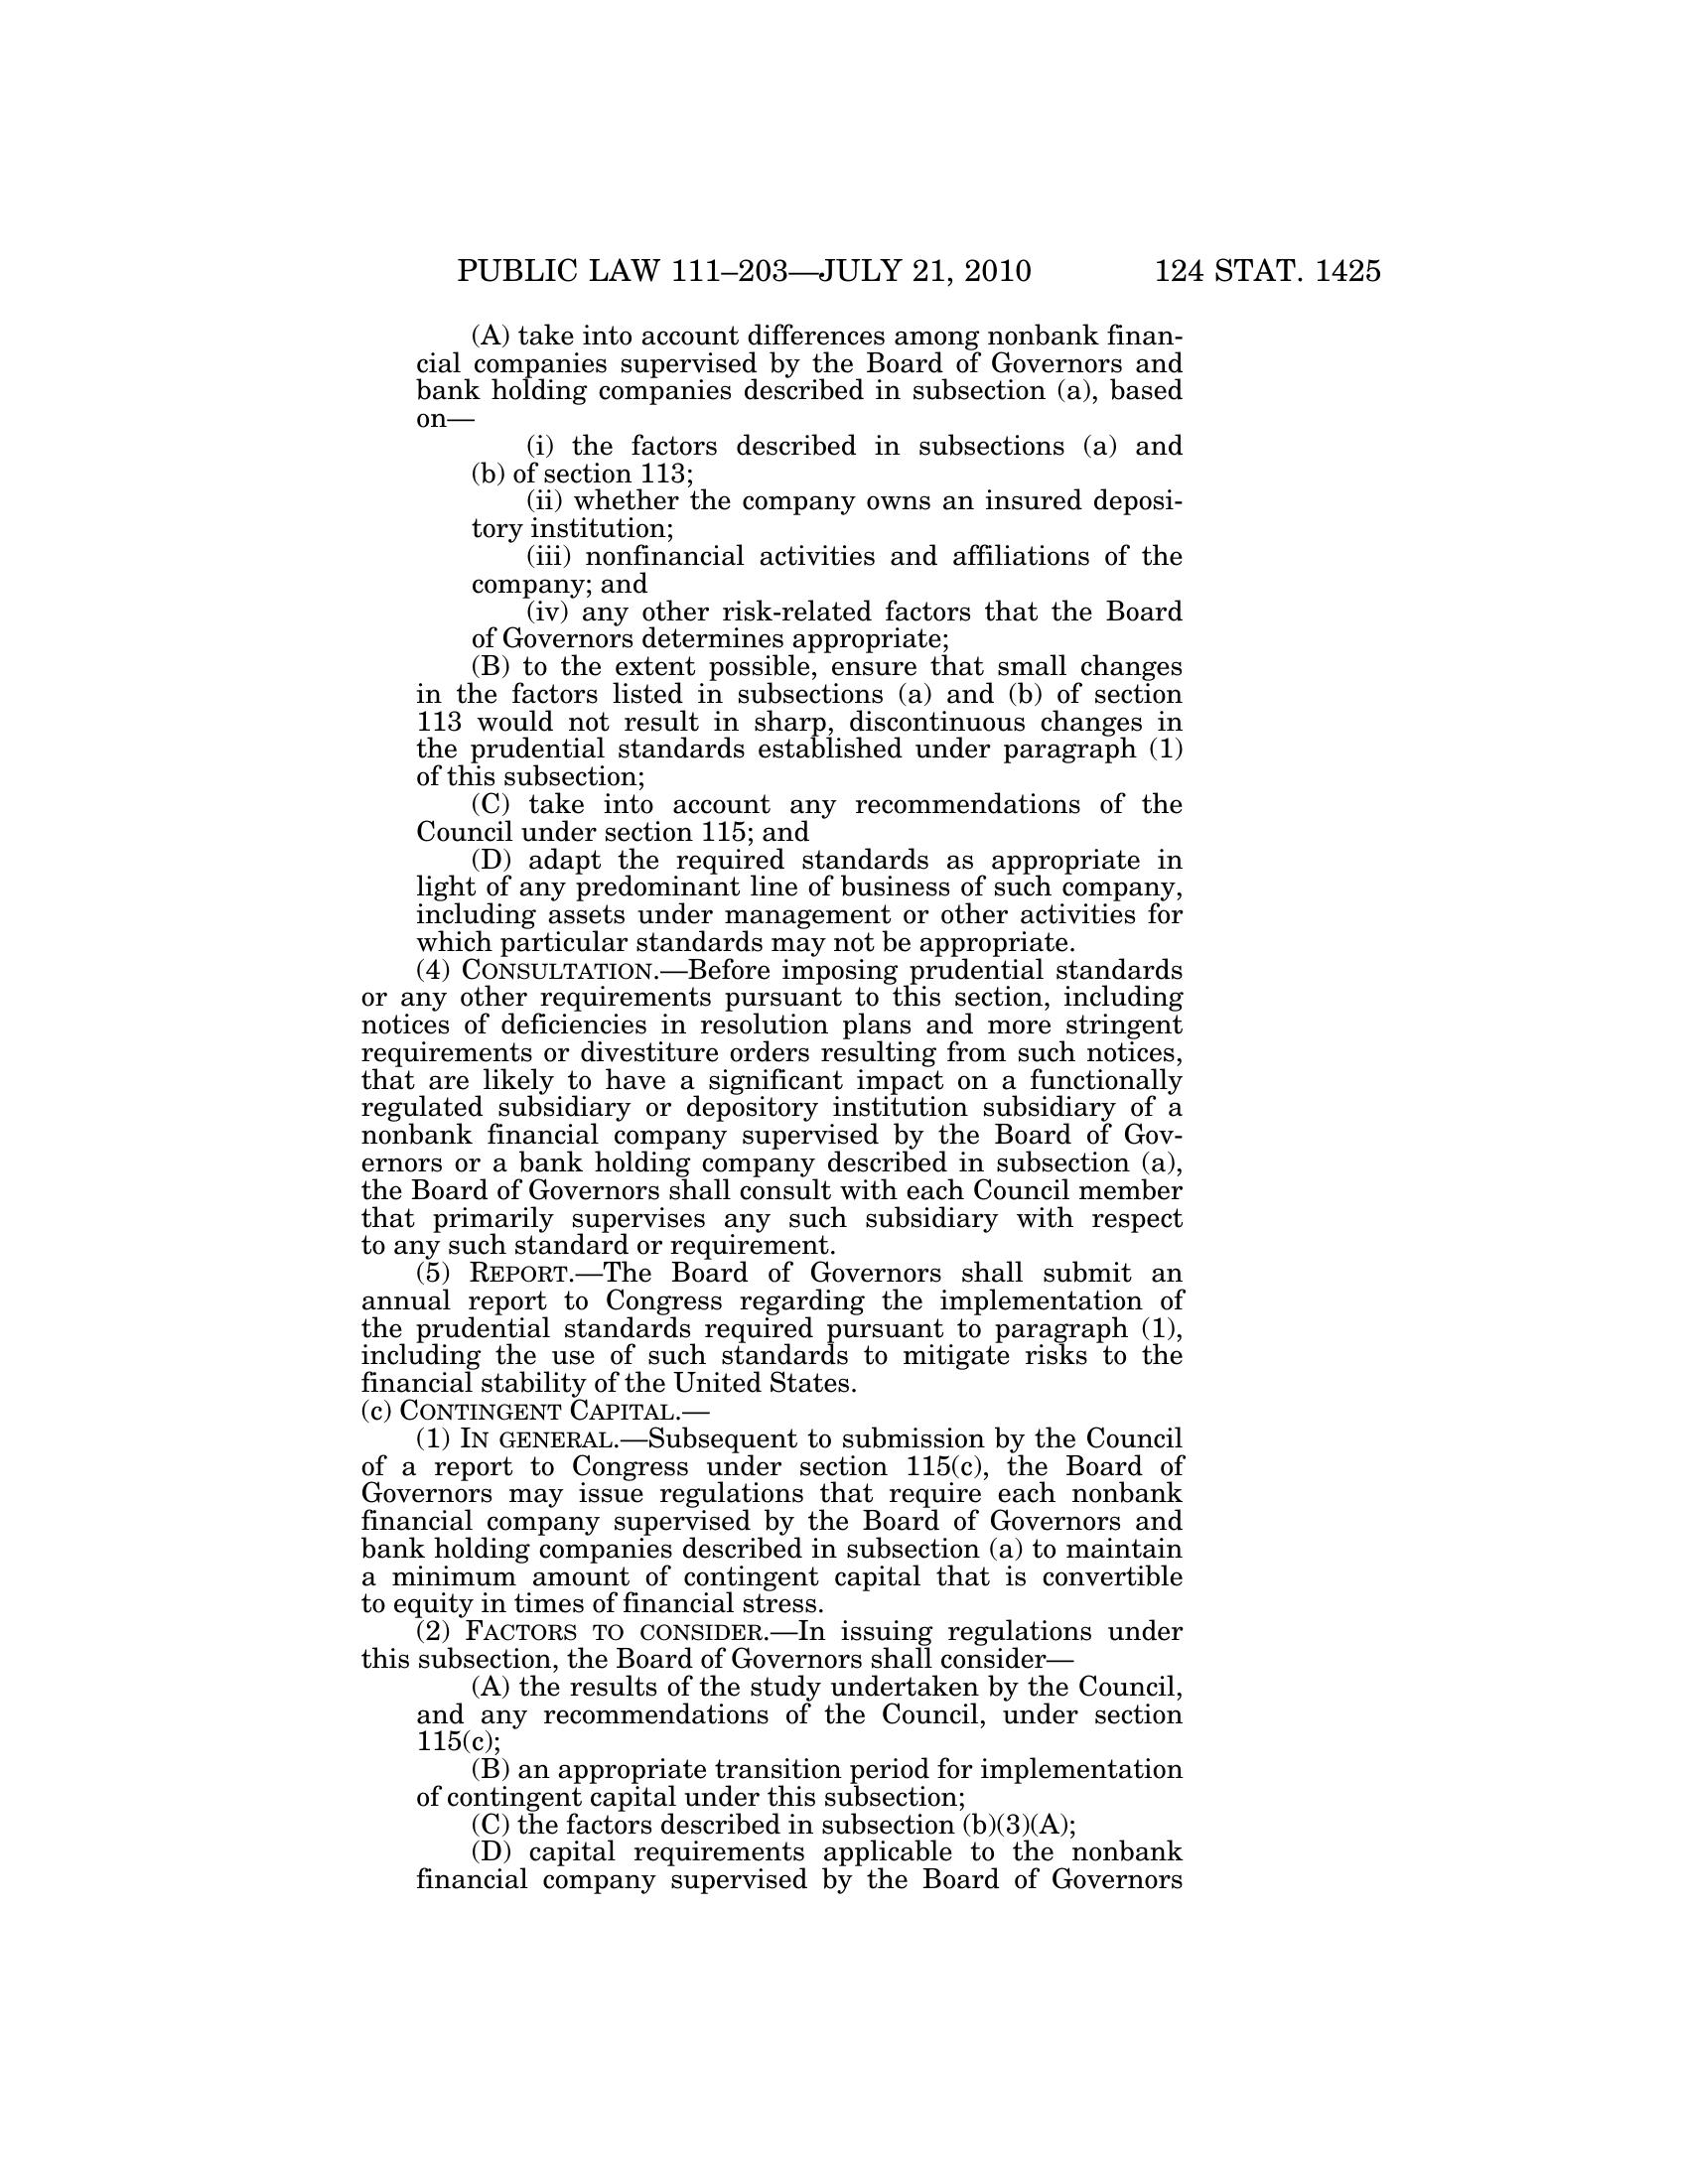 PUBLIC LAW 111–203—JULY 21, 2010 124 STAT. 1425
(A) take into account differences among nonbank finan-
cial companies supervised by the Board of Governors and
bank holding companies described in subsection (a), based
on—
(i) the factors described in subsections (a) and
(b) of section 113;
(ii) whether the company owns an insured deposi-
tory institution;
(iii) nonfinancial activities and affiliations of the
company; and
(iv) any other risk-related factors that the Board
of Governors determines appropriate;
(B) to the extent possible, ensure that small changes
in the factors listed in subsections (a) and (b) of section
113 would not result in sharp, discontinuous changes in
the prudential standards established under paragraph (1)
of this subsection;
(C) take into account any recommendations of the
Council under section 115; and
(D) adapt the required standards as appropriate in
light of any predominant line of business of such company,
including assets under management or other activities for
which particular standards may not be appropriate.
(4) CONSULTATION.—Before imposing prudential standards
or any other requirements pursuant to this section, including
notices of deficiencies in resolution plans and more stringent
requirements or divestiture orders resulting from such notices,
that are likely to have a significant impact on a functionally
regulated subsidiary or depository institution subsidiary of a
nonbank financial company supervised by the Board of Gov-
ernors or a bank holding company described in subsection (a),
the Board of Governors shall consult with each Council member
that primarily supervises any such subsidiary with respect
to any such standard or requirement.
(5) REPORT.—The Board of Governors shall submit an
annual report to Congress regarding the implementation of
the prudential standards required pursuant to paragraph (1),
including the use of such standards to mitigate risks to the
financial stability of the United States.
(c) CONTINGENT CAPITAL.—
(1) IN GENERAL.—Subsequent to submission by the Council
of a report to Congress under section 115(c), the Board of
Governors may issue regulations that require each nonbank
financial company supervised by the Board of Governors and
bank holding companies described in subsection (a) to maintain
a minimum amount of contingent capital that is convertible
to equity in times of financial stress.
(2) FACTORS TO CONSIDER.—In issuing regulations under
this subsection, the Board of Governors shall consider—
(A) the results of the study undertaken by the Council,
and any recommendations of the Council, under section
115(c);
(B) an appropriate transition period for implementation
of contingent capital under this subsection;
(C) the factors described in subsection (b)(3)(A);
(D) capital requirements applicable to the nonbank
financial company supervised by the Board of Governors